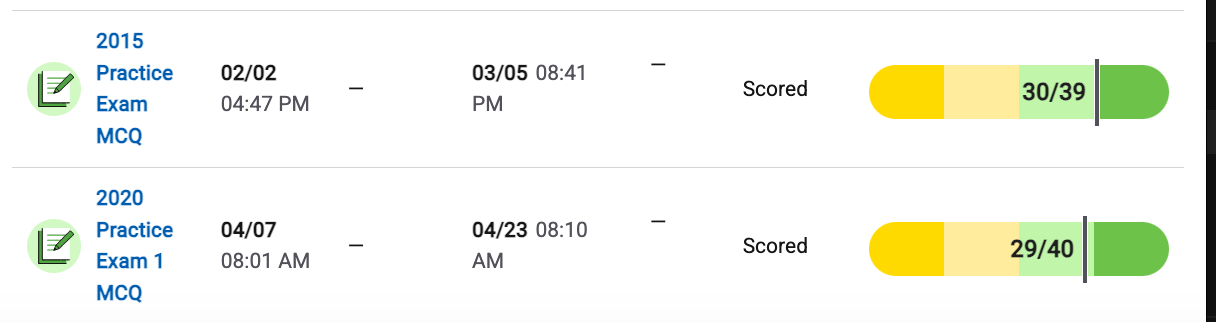 2015
Practice
Exam
MCQ
02/02
04:47 PM
—
03/05 08:41
PM
—
Scored
30/39
2020
Practice
Exam 1
MCQ
04/07
08:01 AM
—
04/23 08:10
AM
—
Scored
29/40